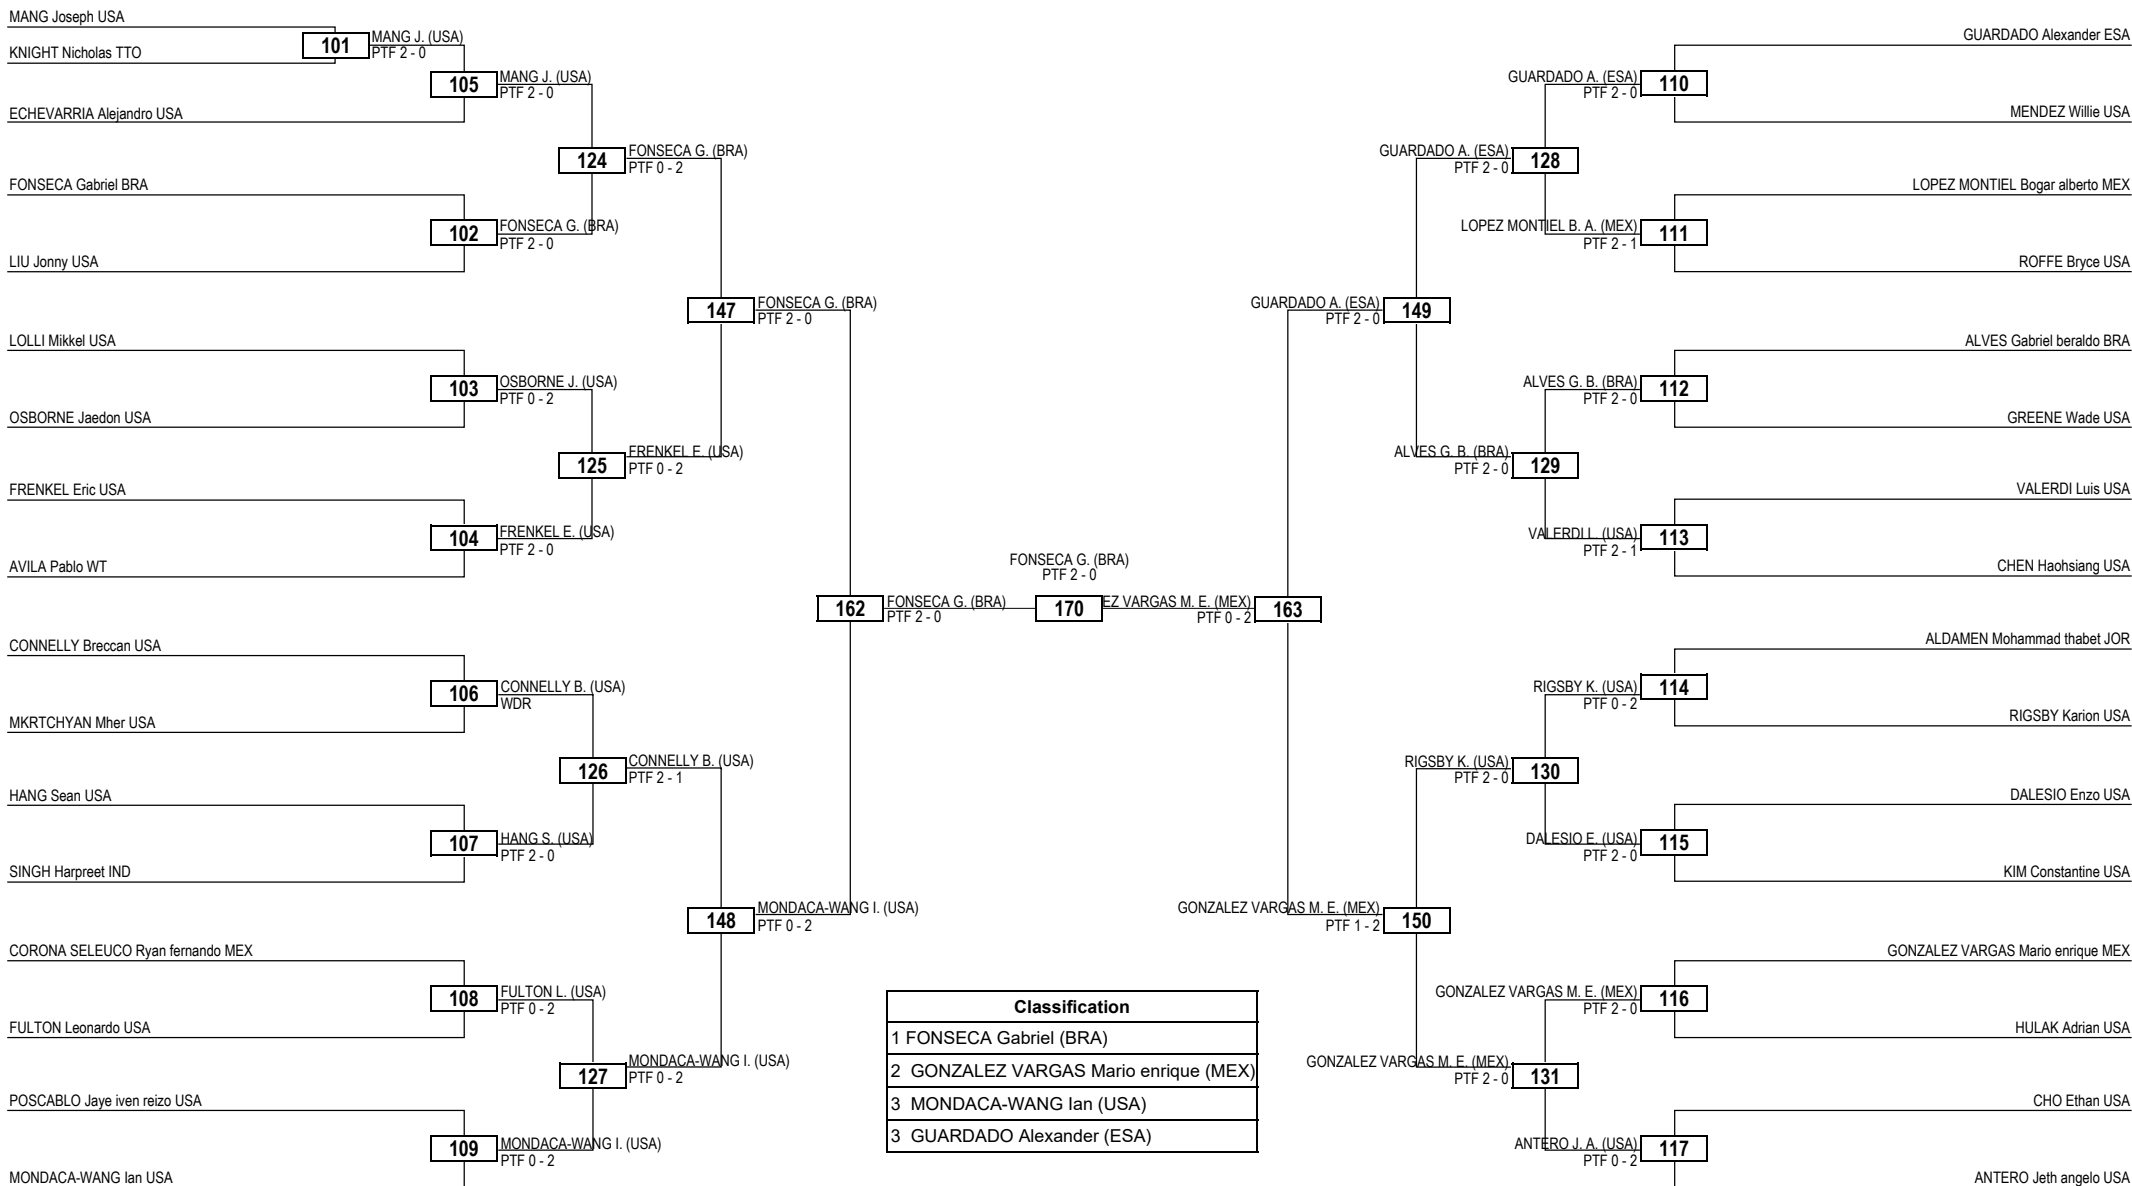 MANG Joseph USA
101
MANG J. (USA)
PTF 2 - 0
KNIGHT Nicholas TTO
105
MANG J. (USA)
PTF 2 - 0
ECHEVARRIA Alejandro USA
124
FONSECA G. (BRA)
PTF 0 - 2
FONSECA Gabriel BRA
102
FONSECA G. (BRA)
PTF 2 - 0
LIU Jonny USA
147
FONSECA G. (BRA)
PTF 2 - 0
LOLLI Mikkel USA
103
OSBORNE J. (USA)
PTF 0 - 2
OSBORNE Jaedon USA
125
FRENKEL E. (USA)
PTF 0 - 2
FRENKEL Eric USA
104
FRENKEL E. (USA)
PTF 2 - 0
AVILA Pablo WT
162
FONSECA G. (BRA)
PTF 2 - 0
CONNELLY Breccan USA
106
CONNELLY B. (USA)
WDR
MKRTCHYAN Mher USA
126
CONNELLY B. (USA)
PTF 2 - 1
HANG Sean USA
107
HANG S. (USA)
PTF 2 - 0
SINGH Harpreet IND
148
MONDACA-WANG I. (USA)
PTF 0 - 2
CORONA SELEUCO Ryan fernando MEX
108
FULTON L. (USA)
PTF 0 - 2
FULTON Leonardo USA
127
MONDACA-WANG I. (USA)
PTF 0 - 2
POSCABLO Jaye iven reizo USA
109
MONDACA-WANG I. (USA)
PTF 0 - 2
MONDACA-WANG Ian USA
FONSECA G. (BRA)
PTF 2 - 0
170
EZ VARGAS M. E. (MEX)
PTF 0 - 2
163
GUARDADO Alexander ESA
GUARDADO A. (ESA)
PTF 2 - 0
110
MENDEZ Willie USA
GUARDADO A. (ESA)
PTF 2 - 0
128
LOPEZ MONTIEL Bogar alberto MEX
LOPEZ MONTIEL B. A. (MEX)
PTF 2 - 1
111
ROFFE Bryce USA
GUARDADO A. (ESA)
PTF 2 - 0
149
ALVES Gabriel beraldo BRA
ALVES G. B. (BRA)
PTF 2 - 0
112
GREENE Wade USA
ALVES G. B. (BRA)
PTF 2 - 0
129
VALERDI Luis USA
VALERDI L. (USA)
PTF 2 - 1
113
CHEN Haohsiang USA
ALDAMEN Mohammad thabet JOR
RIGSBY K. (USA)
PTF 0 - 2
114
RIGSBY Karion USA
RIGSBY K. (USA)
PTF 2 - 0
130
DALESIO Enzo USA
DALESIO E. (USA)
PTF 2 - 0
115
KIM Constantine USA
GONZALEZ VARGAS M. E. (MEX)
PTF 1 - 2
150
GONZALEZ VARGAS Mario enrique MEX
GONZALEZ VARGAS M. E. (MEX)
PTF 2 - 0
116
HULAK Adrian USA
GONZALEZ VARGAS M. E. (MEX)
PTF 2 - 0
131
CHO Ethan USA
ANTERO J. A. (USA)
PTF 0 - 2
117
ANTERO Jeth angelo USA
Classification
1 FONSECA Gabriel (BRA)
2 GONZALEZ VARGAS Mario enrique (MEX)
3 MONDACA-WANG Ian (USA)
3 GUARDADO Alexander (ESA)